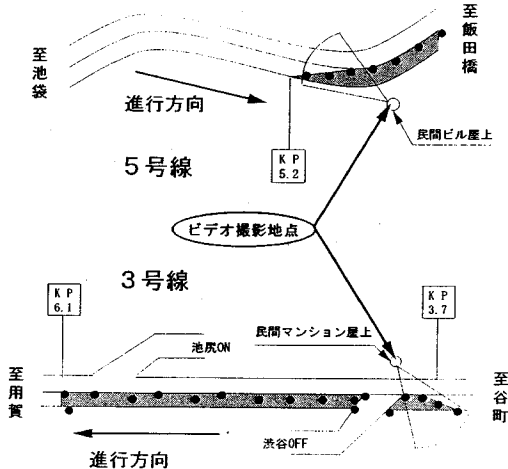 至飯田橋
至池袋
進行方向
民間ビル屋上
KP
5.2
5号線
ビデオ撮影地点
3号線
KP
6.1
KP
3.7
民間マンション屋上
池尻ON
至用賀
至谷町
渋谷OFF
進行方向